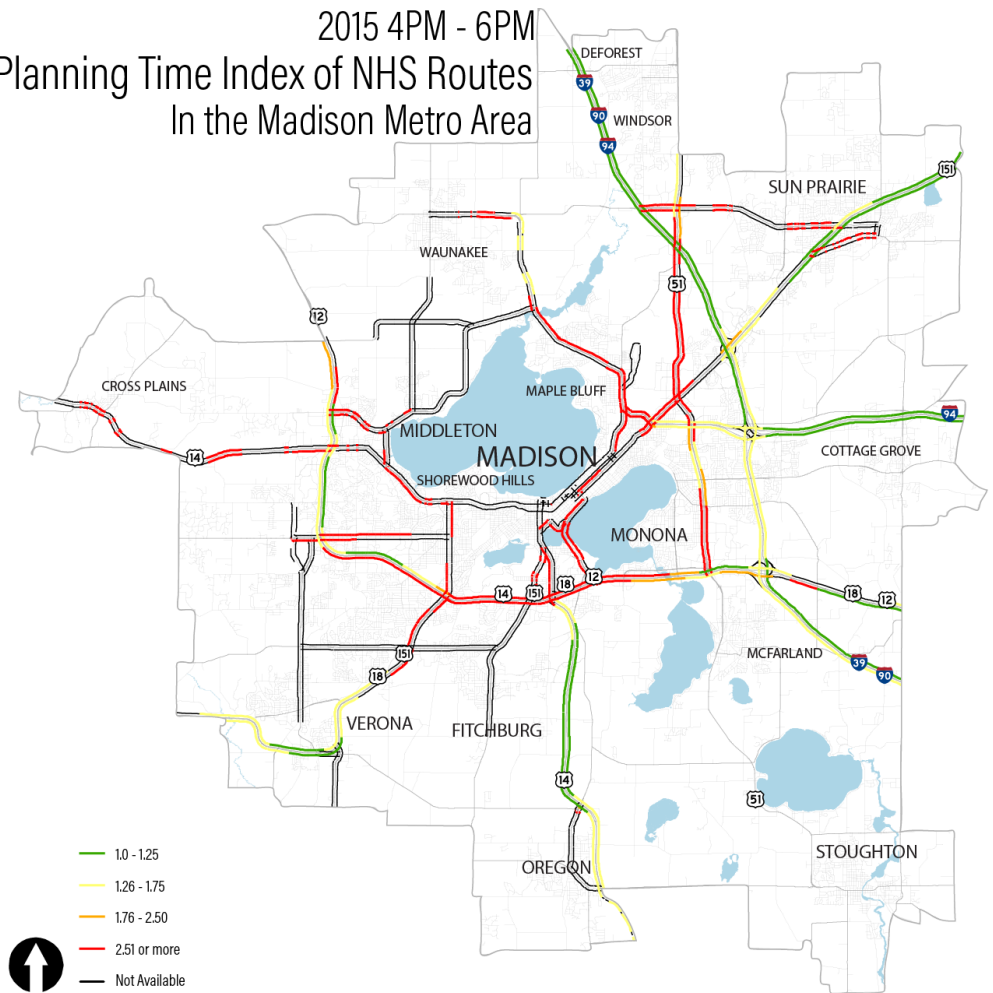 2015 4PM - 6PM
Planning Time Index of NHS Routes
In the Madison Metro Area
DEFOREST
39
90
WINDSOR
94
151
SUN PRAIRIE
WAUNAKEE
51
12
CROSS PLAINS
MAPLE BLUFF
94
MIDDLETON
COTTAGE GROVE
14
MADISON
SHOREWOOD HILLS
MONONA
14
151
18
12
18
12
151
MCFARLAND
39
90
18
VERONA
FITCHBURG
14
51
STOUGHTON
OREGON
1.0 - 1.25
1.26 - 1.75
1.76 - 2.50
2.51 or more
Not Available